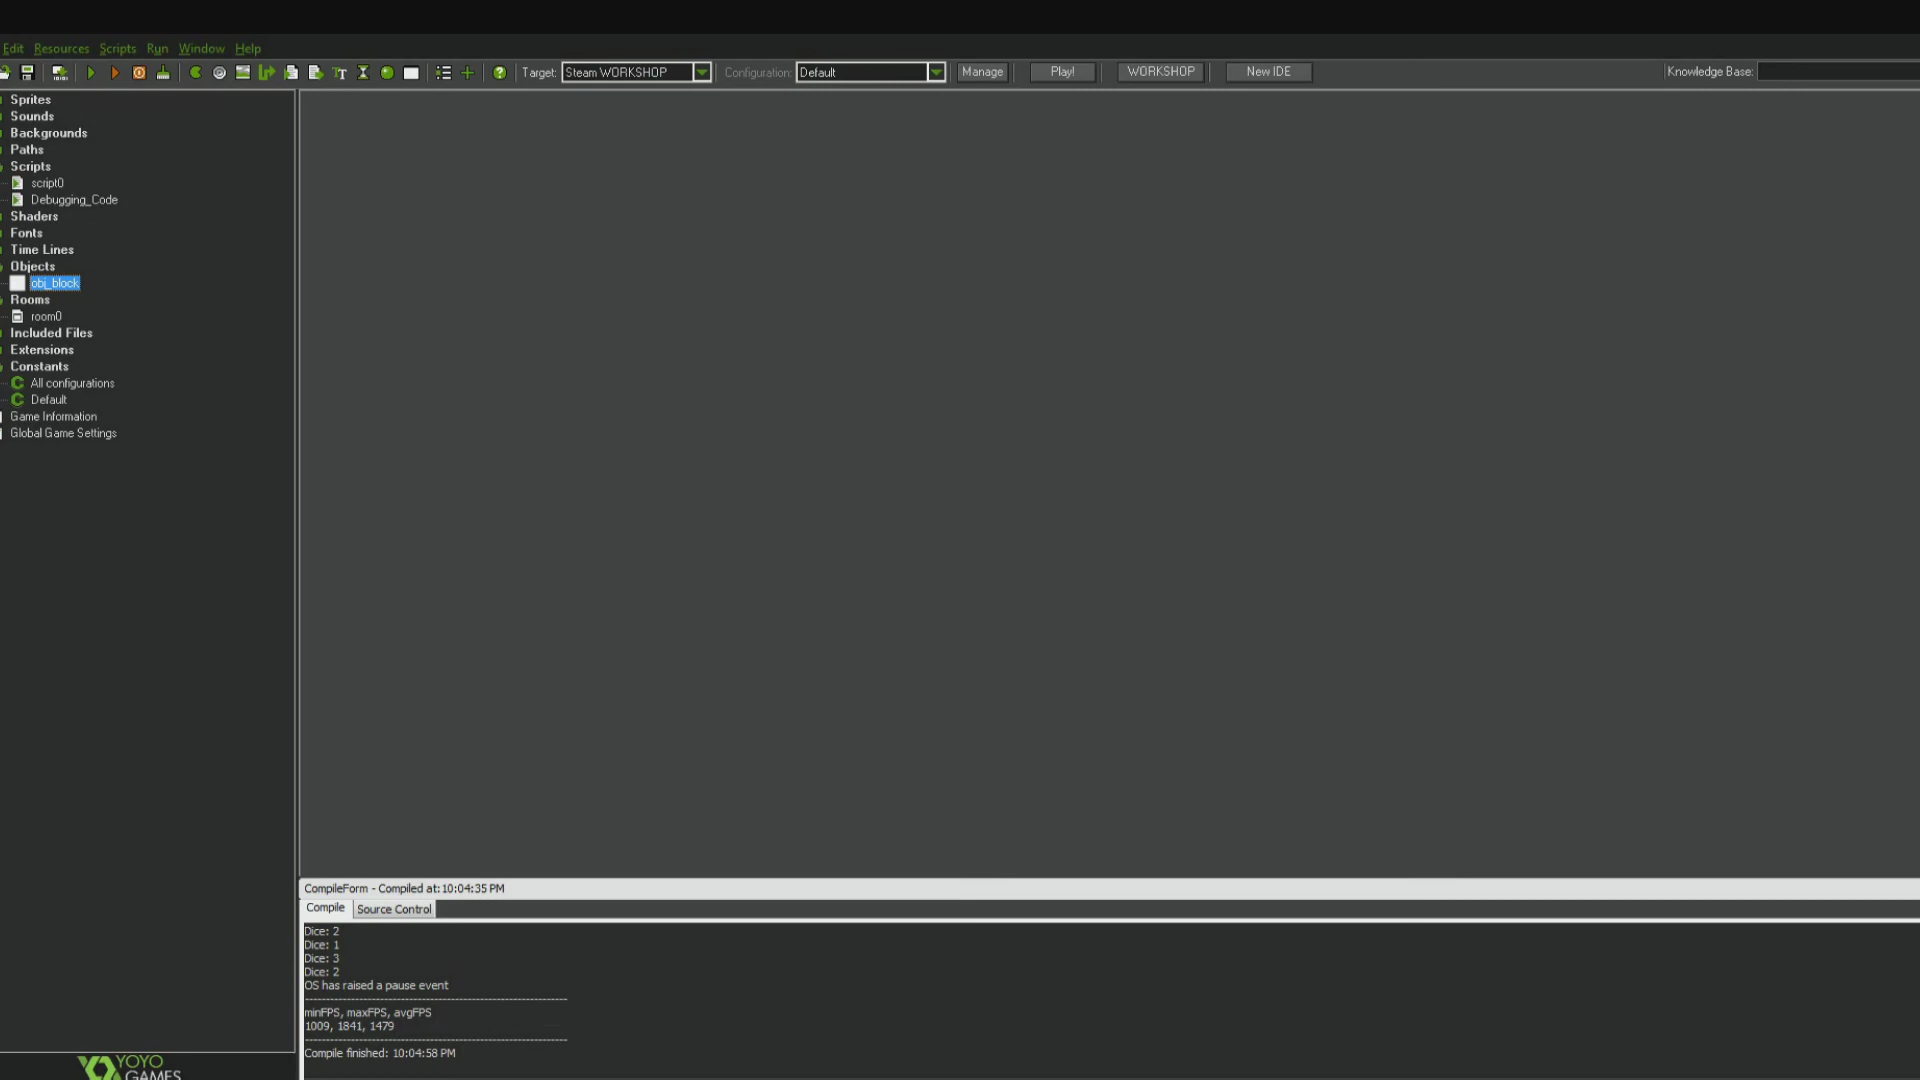 Edit Resources Scripts Run Window Help
Target: Steam WORKSHOP Configuration: Default Manage Play! WORKSHOP New IDE Knowledge Base:
Sprites
Sounds
Backgrounds
Paths
Scripts
script0
Debugging_Code
Shaders
Fonts
Time Lines
Objects
obj_block
Rooms
room0
Included Files
Extensions
Constants
All configurations
Default
Game Information
Global Game Settings
YOYO
GAMES
CompileForm - Compiled at: 10:04:35 PM
Compile Source Control
Dice: 2
Dice: 1
Dice: 3
Dice: 2
OS has raised a pause event
minFPS, maxFPS, avgFPS
1009, 1841, 1479
Compile finished: 10:04:58 PM